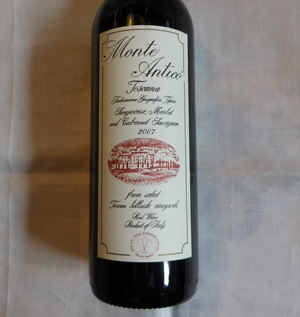 Monte
Antico
Toscana
Indicazione Geografica Tipica
Sangiovese, Merlot
and Cabernet Sauvignon
2007
from select
Tuscan hillside vineyards
Red Wine
Product of Italy